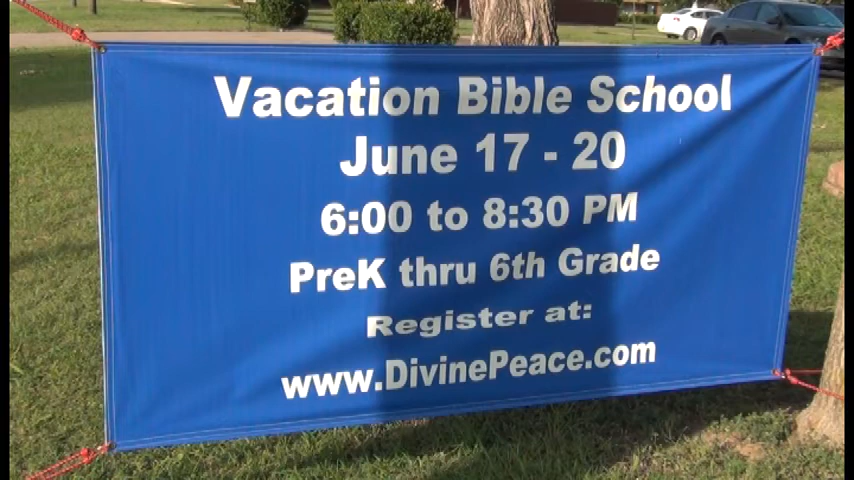 Vacation Bible School
June 17 - 20
6:00 to 8:30 PM
PreK thru 6th Grade
Register at:
www.DivinePeace.com